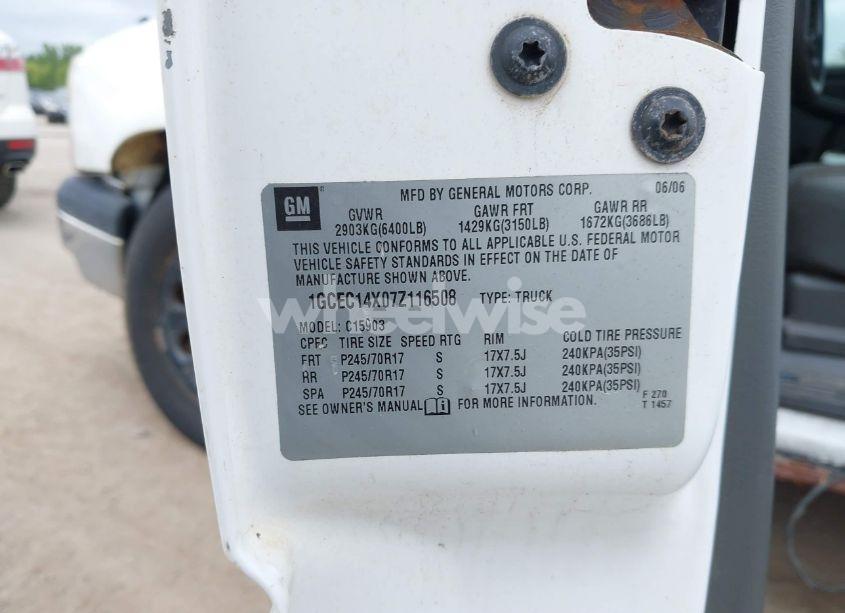 GM
MFD BY GENERAL MOTORS CORP. 06/06
GVWR GAWR FRT GAWR RR
2903KG(6400LB) 1429KG(3150LB) 1672KG(3686LB)
THIS VEHICLE CONFORMS TO ALL APPLICABLE U.S. FEDERAL MOTOR
VEHICLE SAFETY STANDARDS IN EFFECT ON THE DATE OF
MANUFACTURE SHOWN ABOVE.
1GCEC14X07Z116508 TYPE: TRUCK
wheelwise
MODEL: C15903
TIRE SIZE SPEED RTG RIM COLD TIRE PRESSURE
FRT P245/70R17 S 17X7.5J 240KPA(35PSI)
RR P245/70R17 S 17X7.5J 240KPA(35PSI)
SPA P245/70R17 S 17X7.5J 240KPA(35PSI)
SEE OWNER'S MANUAL FOR MORE INFORMATION.
F 270
T 1457